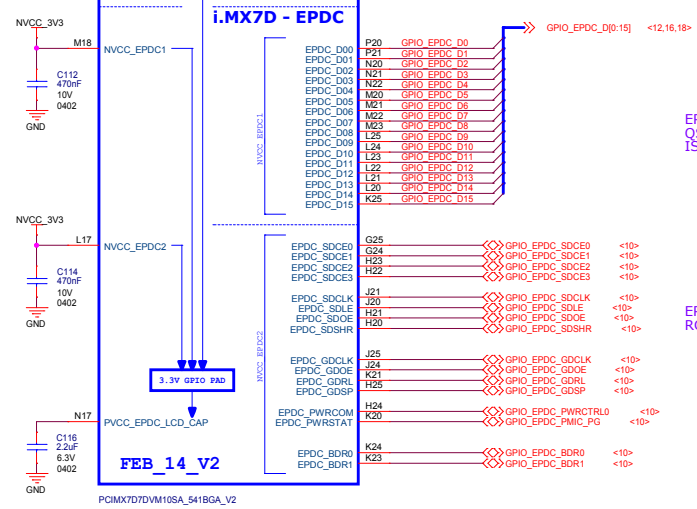 i.MX7D - EPDC
NVCC_3V3
M18
NVCC_EPDC1
C112
470nF
10V
0402
GND
NVCC_EPDC1
EPDC_D00 P20 GPIO_EPDC_D0
EPDC_D01 P21 GPIO_EPDC_D1
EPDC_D02 N20 GPIO_EPDC_D2
EPDC_D03 N21 GPIO_EPDC_D3
EPDC_D04 N22 GPIO_EPDC_D4
EPDC_D05 M20 GPIO_EPDC_D5
EPDC_D06 M21 GPIO_EPDC_D6
EPDC_D07 M22 GPIO_EPDC_D7
EPDC_D08 M23 GPIO_EPDC_D8
EPDC_D09 L25 GPIO_EPDC_D9
EPDC_D10 L24 GPIO_EPDC_D10
EPDC_D11 L23 GPIO_EPDC_D11
EPDC_D12 L22 GPIO_EPDC_D12
EPDC_D13 L21 GPIO_EPDC_D13
EPDC_D14 L20 GPIO_EPDC_D14
EPDC_D15 K25 GPIO_EPDC_D15
GPIO_EPDC_D[0:15] <12,16,18>
NVCC_3V3
L17
NVCC_EPDC2
C114
470nF
10V
0402
GND
NVCC_EPDC2
EPDC_SDCE0 G25 GPIO_EPDC_SDCE0 <10>
EPDC_SDCE1 G24 GPIO_EPDC_SDCE1 <10>
EPDC_SDCE2 H23 GPIO_EPDC_SDCE2 <10>
EPDC_SDCE3 H22 GPIO_EPDC_SDCE3 <10>
EPDC_SDCLK J21 GPIO_EPDC_SDCLK <10>
EPDC_SDLE J20 GPIO_EPDC_SDLE <10>
EPDC_SDOE H21 GPIO_EPDC_SDOE <10>
EPDC_SDSHR H20 GPIO_EPDC_SDSHR <10>
EPDC_GDCLK J25 GPIO_EPDC_GDCLK <10>
EPDC_GDOE J24 GPIO_EPDC_GDOE <10>
EPDC_GDRL K21 GPIO_EPDC_GDRL <10>
EPDC_GDSP H25 GPIO_EPDC_GDSP <10>
EPDC_PWRCOM H24 GPIO_EPDC_PWRCTRL0 <10>
EPDC_PWRSTAT K20 GPIO_EPDC_PMIC_PG <10>
EPDC_BDR0 K24 GPIO_EPDC_BDR0 <10>
EPDC_BDR1 K23 GPIO_EPDC_BDR1 <10>
3.3V GPIO PAD
N17
PVCC_EPDC_LCD_CAP
C116
2.2uF
6.3V
0402
GND
FEB_14_V2
PCIMX7D7DVM10SA_541BGA_V2